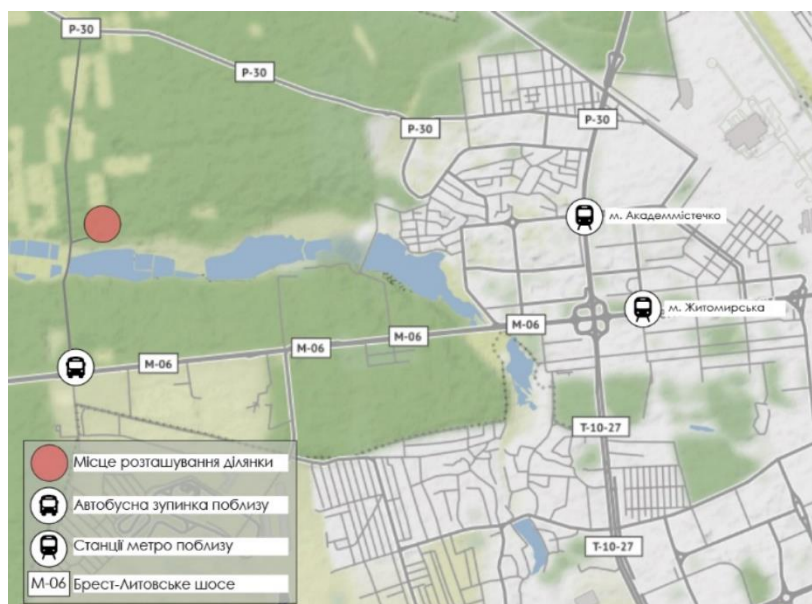 Р-30
Р-30
Р-30
Р-30
м. Академмістечко
м. Житомирська
М-06
М-06
М-06
М-06
Т-10-27
Т-10-27
Місце розташування ділянки
Автобусна зупинка поблизу
Станції метро поблизу
М-06 Брест-Литовське шосе